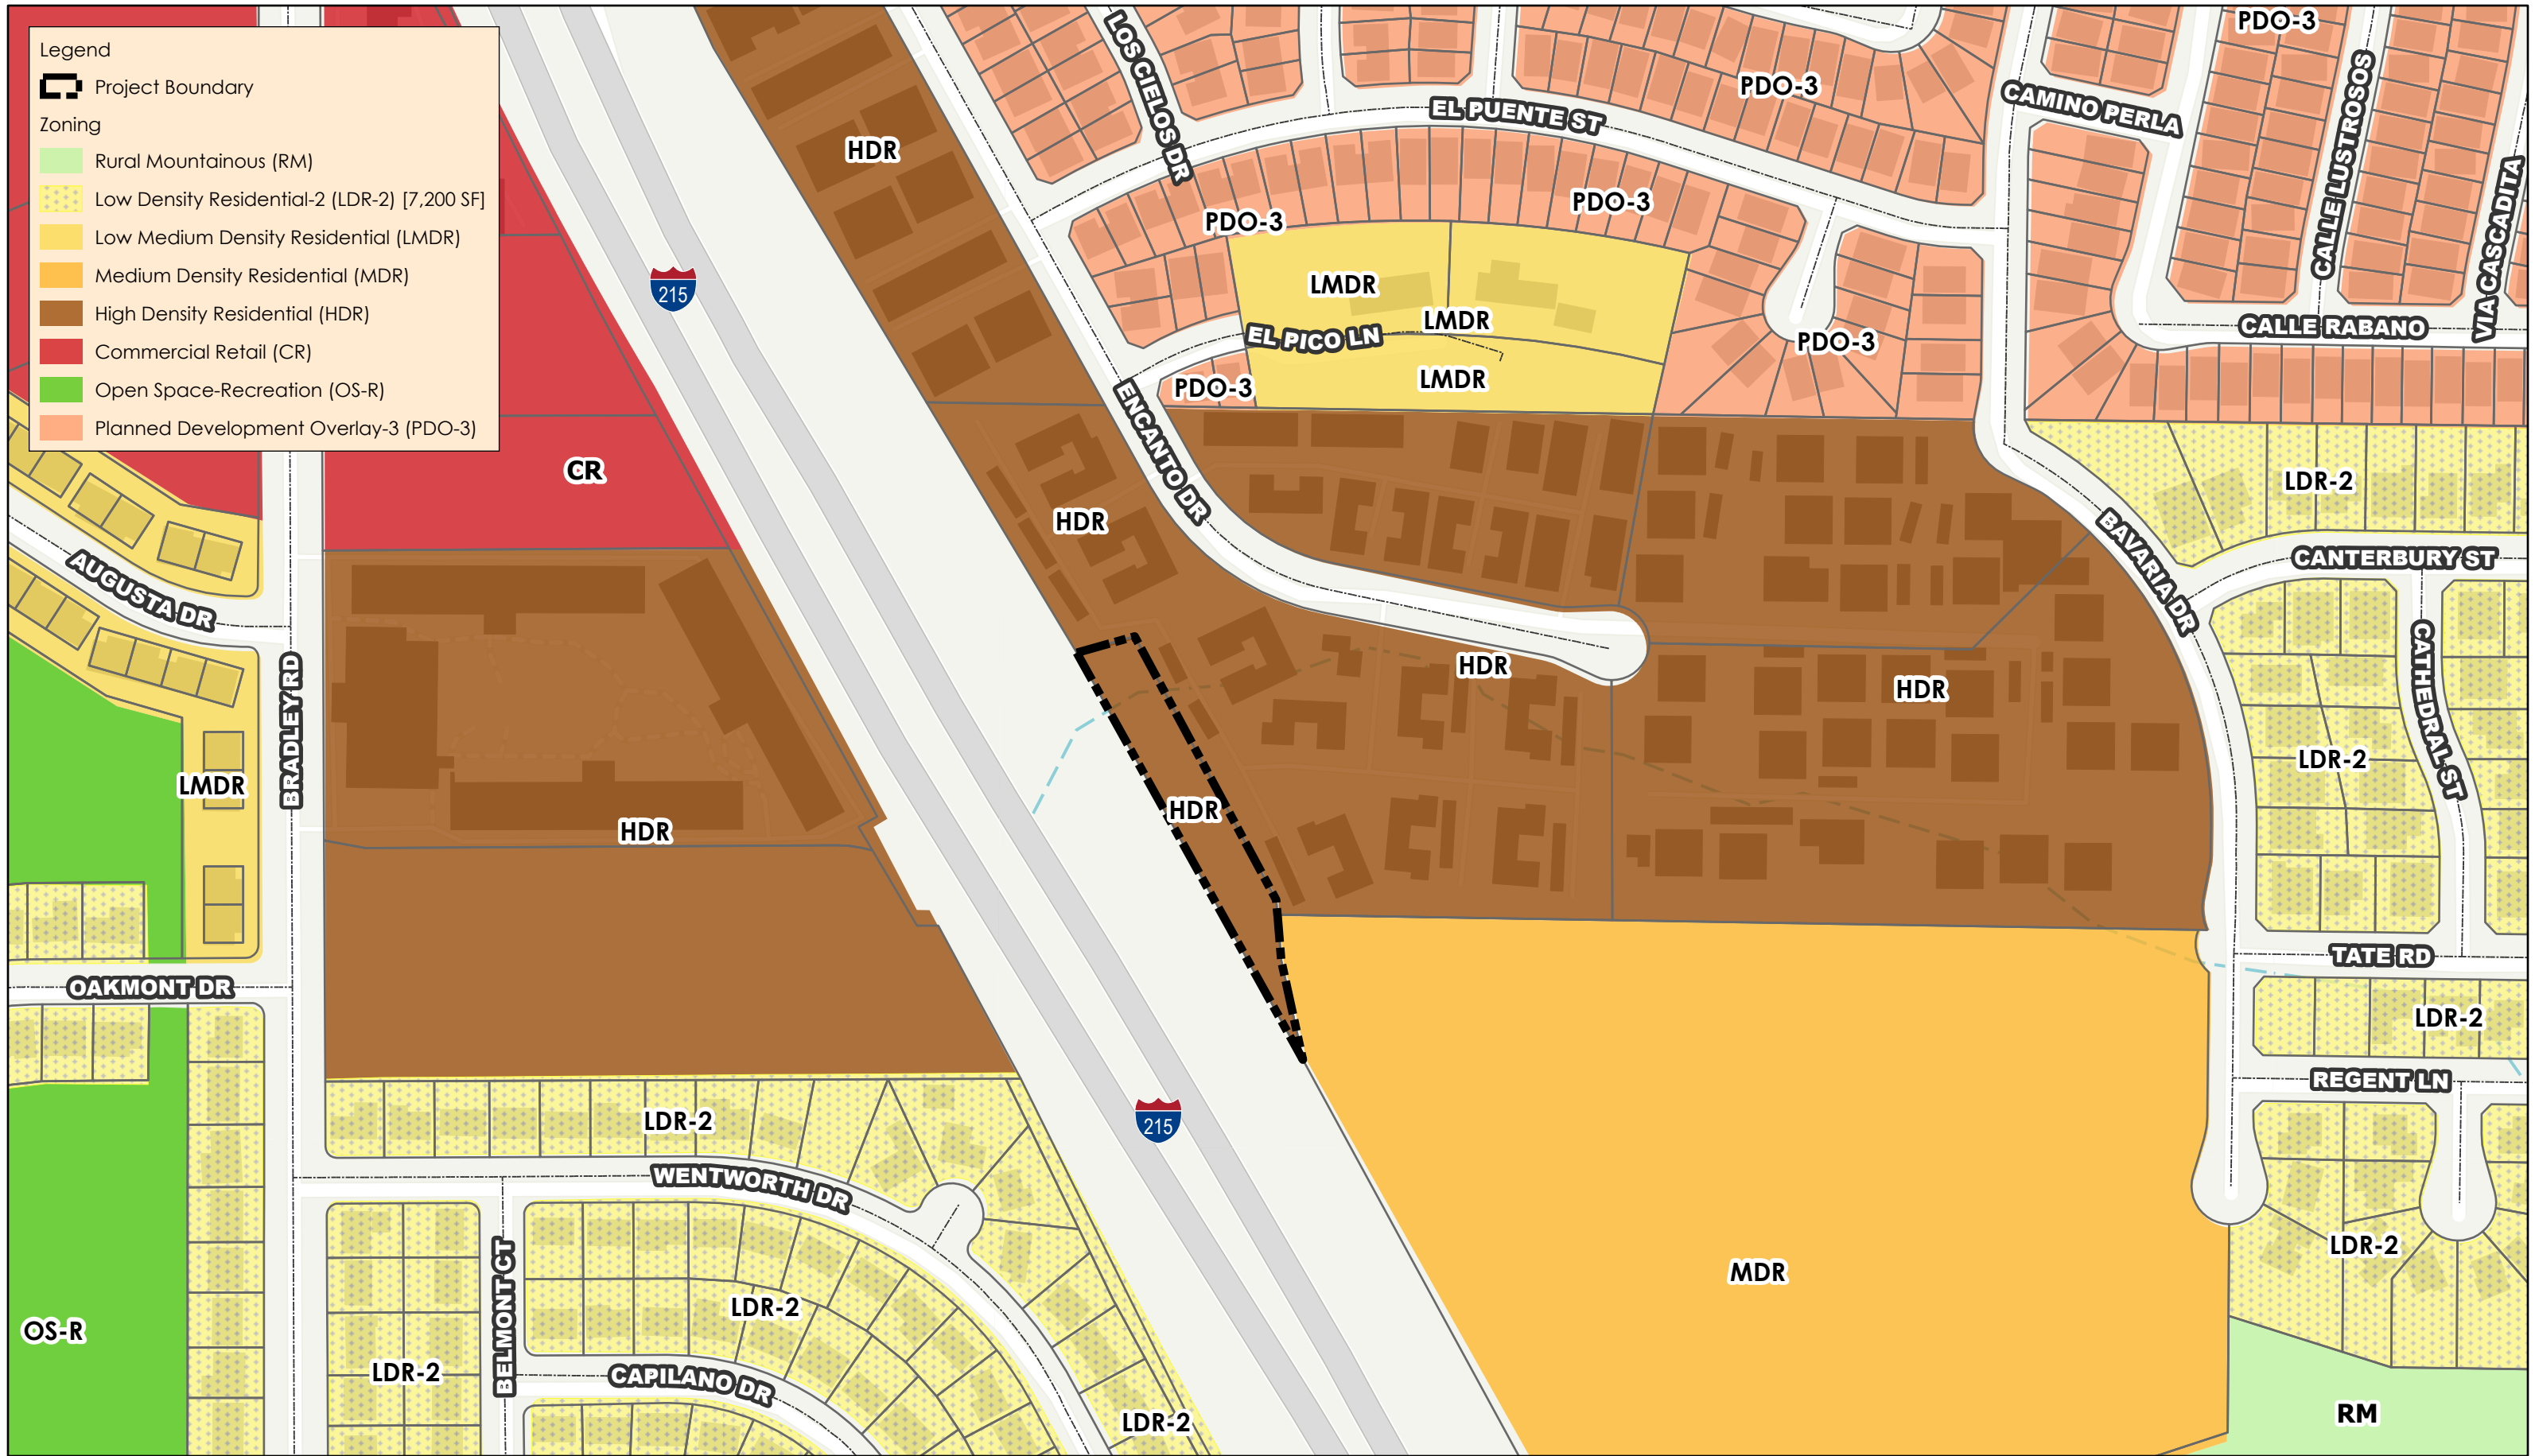 Legend
Project Boundary
Zoning
Rural Mountainous (RM)
Low Density Residential-2 (LDR-2) [7,200 SF]
Low Medium Density Residential (LMDR)
Medium Density Residential (MDR)
High Density Residential (HDR)
Commercial Retail (CR)
Open Space-Recreation (OS-R)
Planned Development Overlay-3 (PDO-3)
PDO-3
LOS CIELOS DR
PDO-3
CAMINO PERLA
EL PUENTE ST
HDR
CALLE LUSTROSOS
PDO-3
PDO-3
VIA CASCADITA
215
LMDR
LMDR
CALLE RABANO
EL PICO LN
PDO-3
LMDR
PDO-3
ENCANTO DR
CR
LDR-2
HDR
BAVARIA DR
CANTERBURY ST
AUGUSTA DR
HDR
HDR
CATHEDRAL ST
BRADLEY RD
LDR-2
LMDR
HDR
HDR
TATE RD
OAKMONT DR
LDR-2
REGENT LN
LDR-2
215
WENTWORTH DR
LDR-2
MDR
LDR-2
OS-R
BELMONT CT
LDR-2
CAPILANO DR
LDR-2
RM